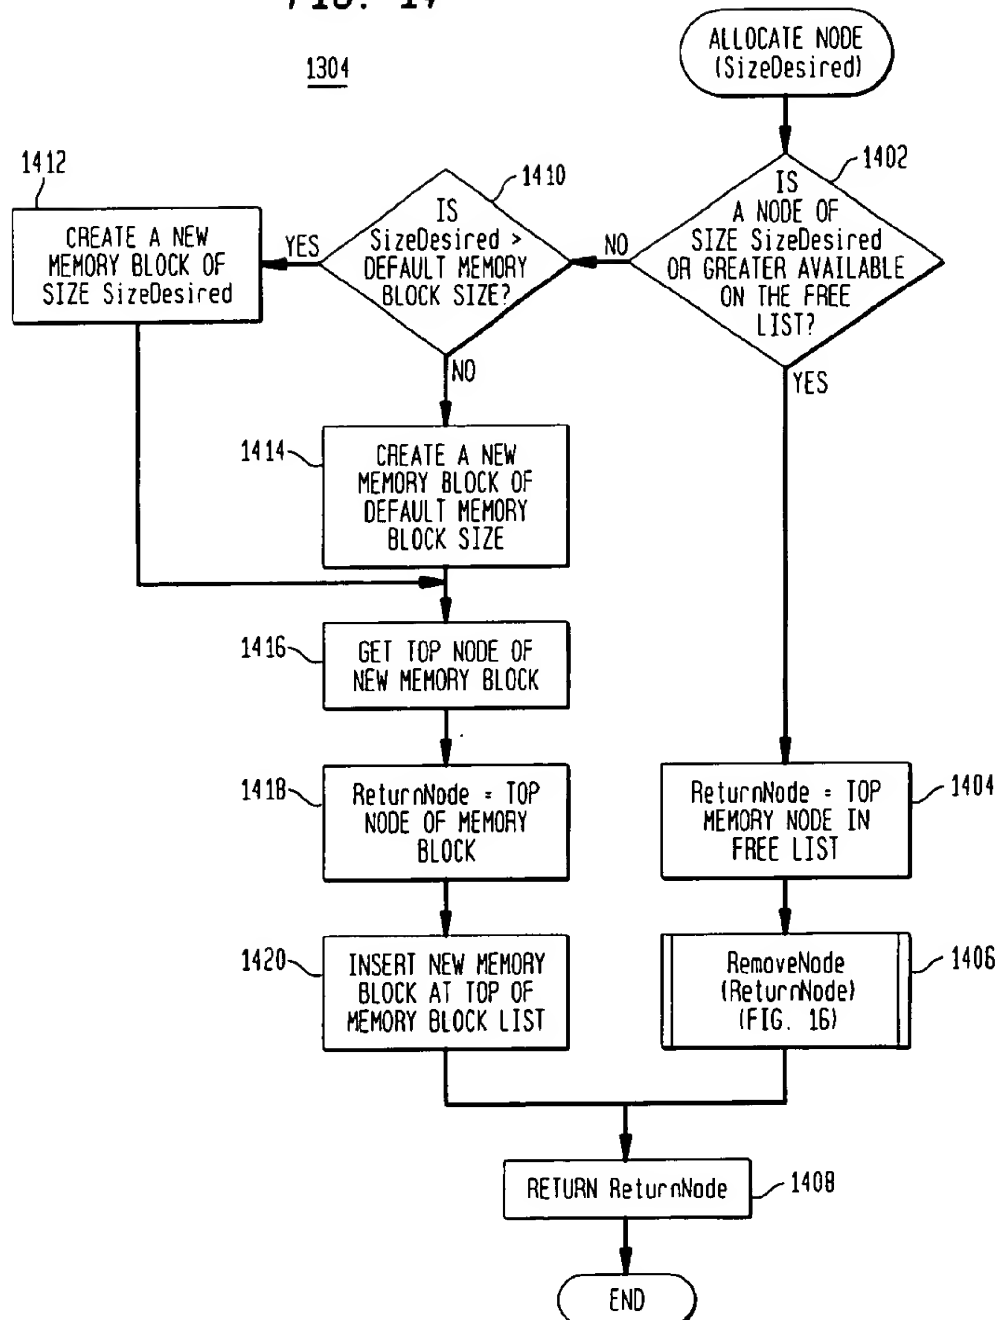 1304
ALLOCATE NODE
(SizeDesired)
1402
IS
A NODE OF
SIZE SizeDesired
OR GREATER AVAILABLE
ON THE FREE
LIST?
NO
YES
1410
IS
SizeDesired >
DEFAULT MEMORY
BLOCK SIZE?
YES
NO
1412
CREATE A NEW
MEMORY BLOCK OF
SIZE SizeDesired
1414
CREATE A NEW
MEMORY BLOCK OF
DEFAULT MEMORY
BLOCK SIZE
1416
GET TOP NODE OF
NEW MEMORY BLOCK
1418
ReturnNode = TOP
NODE OF MEMORY
BLOCK
1420
INSERT NEW MEMORY
BLOCK AT TOP OF
MEMORY BLOCK LIST
1404
ReturnNode = TOP
MEMORY NODE IN
FREE LIST
1406
RemoveNode
(ReturnNode)
(FIG. 16)
RETURN ReturnNode
1408
END